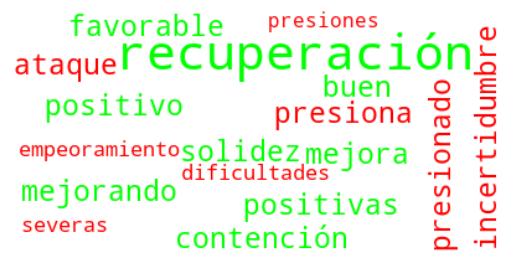 favorable
presiones
recuperación
ataque
buen
positivo
presiona
presionado
incertidumbre
empeoramiento
solidez
mejora
dificultades
mejorando
positivas
severas
contención